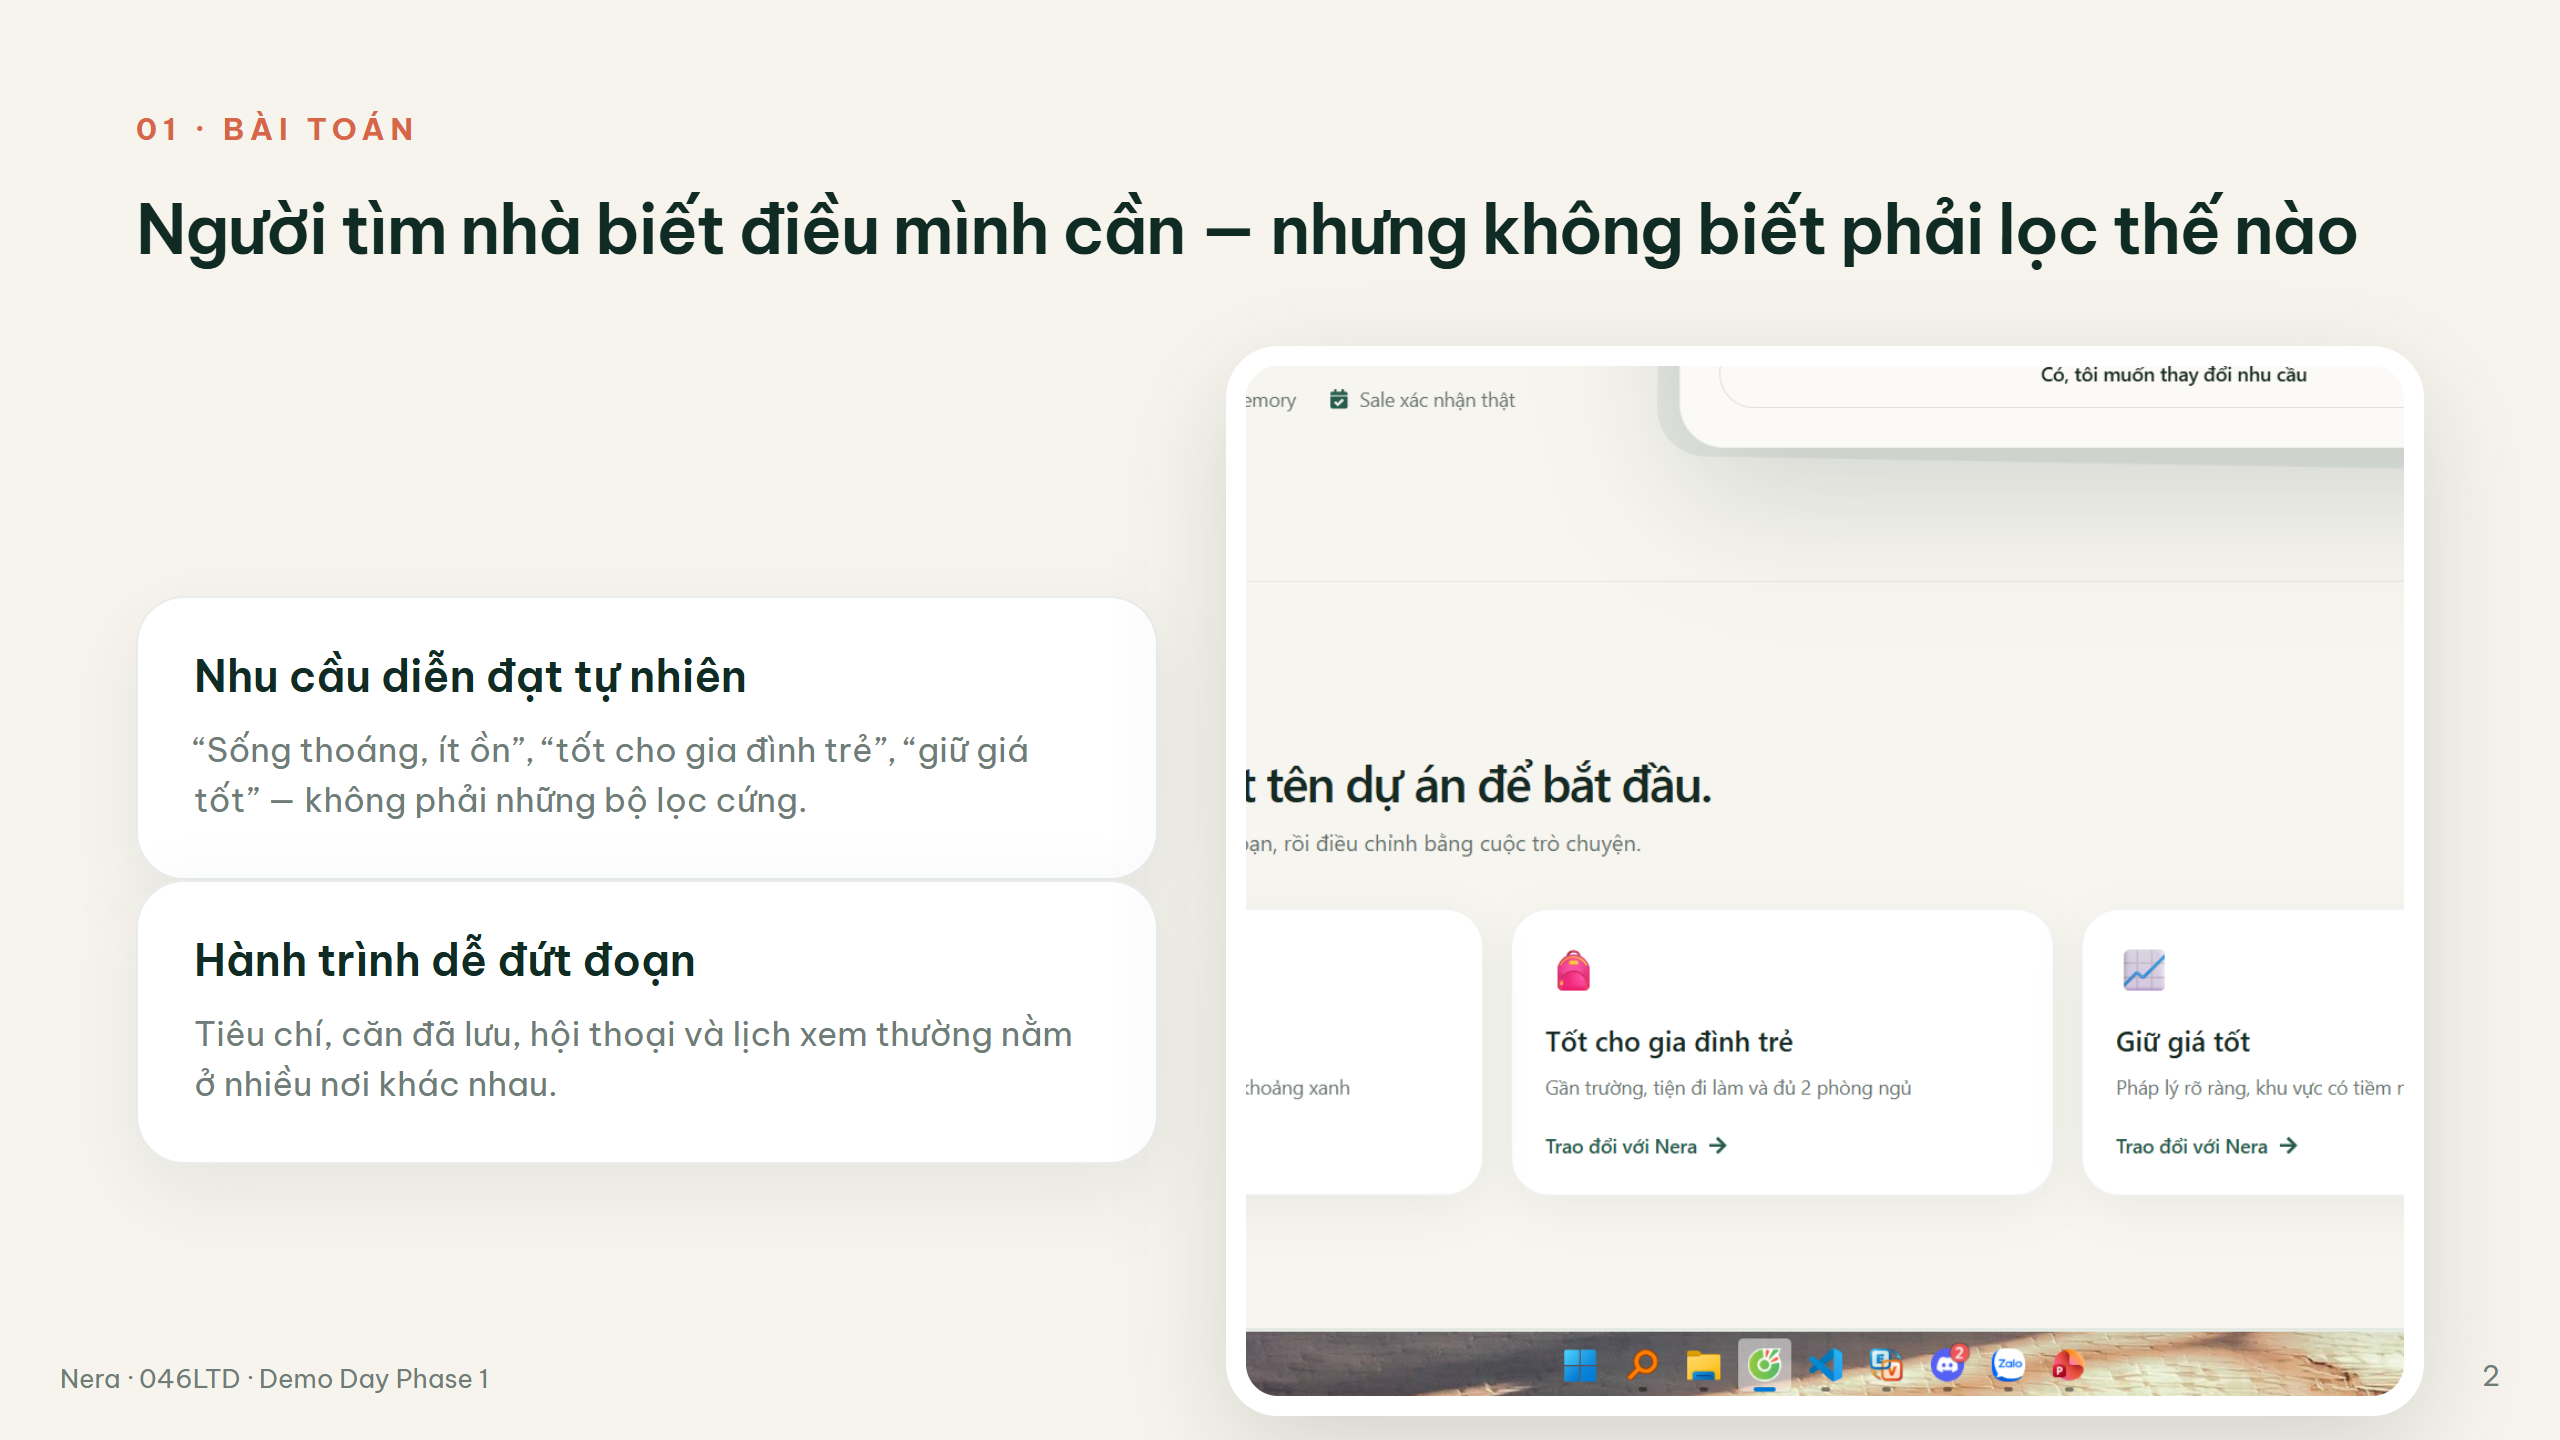 01 · BÀI TOÁN
Người tìm nhà biết điều mình cần — nhưng không biết phải lọc thế nào
Nhu cầu diễn đạt tự nhiên
“Sống thoáng, ít ồn”, “tốt cho gia đình trẻ”, “giữ giá
tốt” — không phải những bộ lọc cứng.
Hành trình dễ đứt đoạn
Tiêu chí, căn đã lưu, hội thoại và lịch xem thường nằm
ở nhiều nơi khác nhau.
emory
Sale xác nhận thật
Có, tôi muốn thay đổi nhu cầu
t tên dự án để bắt đầu.
ạn, rồi điều chỉnh bằng cuộc trò chuyện.
khoảng xanh
Tốt cho gia đình trẻ
Gần trường, tiện đi làm và đủ 2 phòng ngủ
Trao đổi với Nera
Giữ giá tốt
Pháp lý rõ ràng, khu vực có tiềm
Trao đổi với Nera
2
Zalo
Nera · 046LTD · Demo Day Phase 1
2